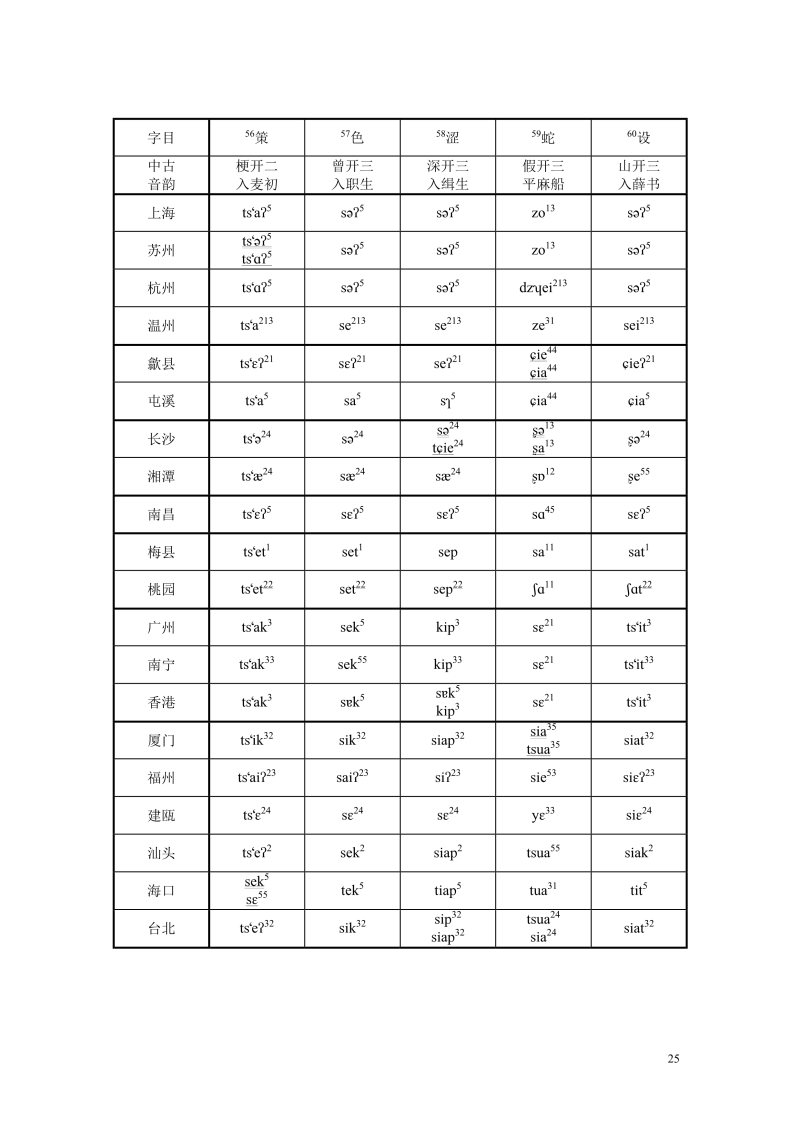 字目 ⁵⁶策 ⁵⁷色 ⁵⁸涩 ⁵⁹蛇 ⁶⁰设
中古 梗开二 曾开三 深开三 假开三 山开三
音韵 入麦初 入职生 入缉生 平麻船 入薛书
上海 ts‘aʔ⁵ səʔ⁵ səʔ⁵ zo¹³ səʔ⁵
苏州 ts‘əʔ⁵ ts‘ɑʔ⁵ səʔ⁵ səʔ⁵ zo¹³ səʔ⁵
杭州 ts‘ɑʔ⁵ səʔ⁵ səʔ⁵ dzʮei²¹³ səʔ⁵
温州 ts‘a²¹³ se²¹³ se²¹³ ze³¹ sei²¹³
歙县 ts‘ɛʔ²¹ sɛʔ²¹ seʔ²¹ ɕie⁴⁴ ɕia⁴⁴ ɕieʔ²¹
屯溪 ts‘a⁵ sa⁵ sʅ⁵ ɕia⁴⁴ ɕia⁵
长沙 ts‘ə²⁴ sə²⁴ sə²⁴ tɕie²⁴ ʂə¹³ ʂa¹³ ʂə²⁴
湘潭 ts‘æ²⁴ sæ²⁴ sæ²⁴ ʂɒ¹² ʂe⁵⁵
南昌 ts‘ɛʔ⁵ sɛʔ⁵ sɛʔ⁵ sɑ⁴⁵ sɛʔ⁵
梅县 ts‘et¹ set¹ sep sa¹¹ sat¹
桃园 ts‘et²² set²² sep²² ʃɑ¹¹ ʃɑt²²
广州 ts‘ak³ sek⁵ kip³ sɛ²¹ ts‘it³
南宁 ts‘ak³³ sek⁵⁵ kip³³ sɛ²¹ ts‘it³³
香港 ts‘ak³ sɐk⁵ sɐk⁵ kip³ sɛ²¹ ts‘it³
厦门 ts‘ik³² sik³² siap³² sia³⁵ tsua³⁵ siat³²
福州 ts‘aiʔ²³ saiʔ²³ siʔ²³ sie⁵³ siɛʔ²³
建瓯 ts‘ɛ²⁴ sɛ²⁴ sɛ²⁴ yɛ³³ siɛ²⁴
汕头 ts‘eʔ² sek² siap² tsua⁵⁵ siak²
海口 sek⁵ sɛ⁵⁵ tek⁵ tiap⁵ tua³¹ tit⁵
台北 ts‘eʔ³² sik³² sip³² siap³² tsua²⁴ sia²⁴ siat³²
25